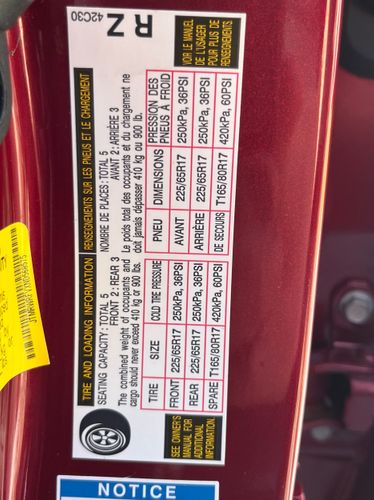 TIRE AND LOADING INFORMATION
SEATING CAPACITY: TOTAL 5
FRONT 2: REAR 3
The combined weight of occupants and
cargo should never exceed 410 kg or 900 lbs.
TIRE SIZE COLD TIRE PRESSURE
FRONT 225/65R17 250kPa, 36PSI
REAR 225/65R17 250kPa, 36PSI
SPARE T165/80R17 420kPa, 60PSI
SEE OWNER'S
MANUAL FOR
ADDITIONAL
INFORMATION
RENSEIGNEMENTS SUR LES PNEUS ET LE CHARGEMENT
NOMBRE DE PLACES: TOTAL 5
AVANT 2: ARRIÈRE 3
Le poids total des occupants et du chargement ne
doit jamais dépasser 410 kg ou 900 lb.
PNEU DIMENSIONS PRESSION DES
PNEUS À FROID
AVANT 225/65R17 250kPa, 36PSI
ARRIÈRE 225/65R17 250kPa, 36PSI
DE SECOURS T165/80R17 420kPa, 60PSI
VOIR LE MANUEL
DE L'USAGER
POUR PLUS DE
RENSEIGNEMENTS
R Z
42C30
NOTICE